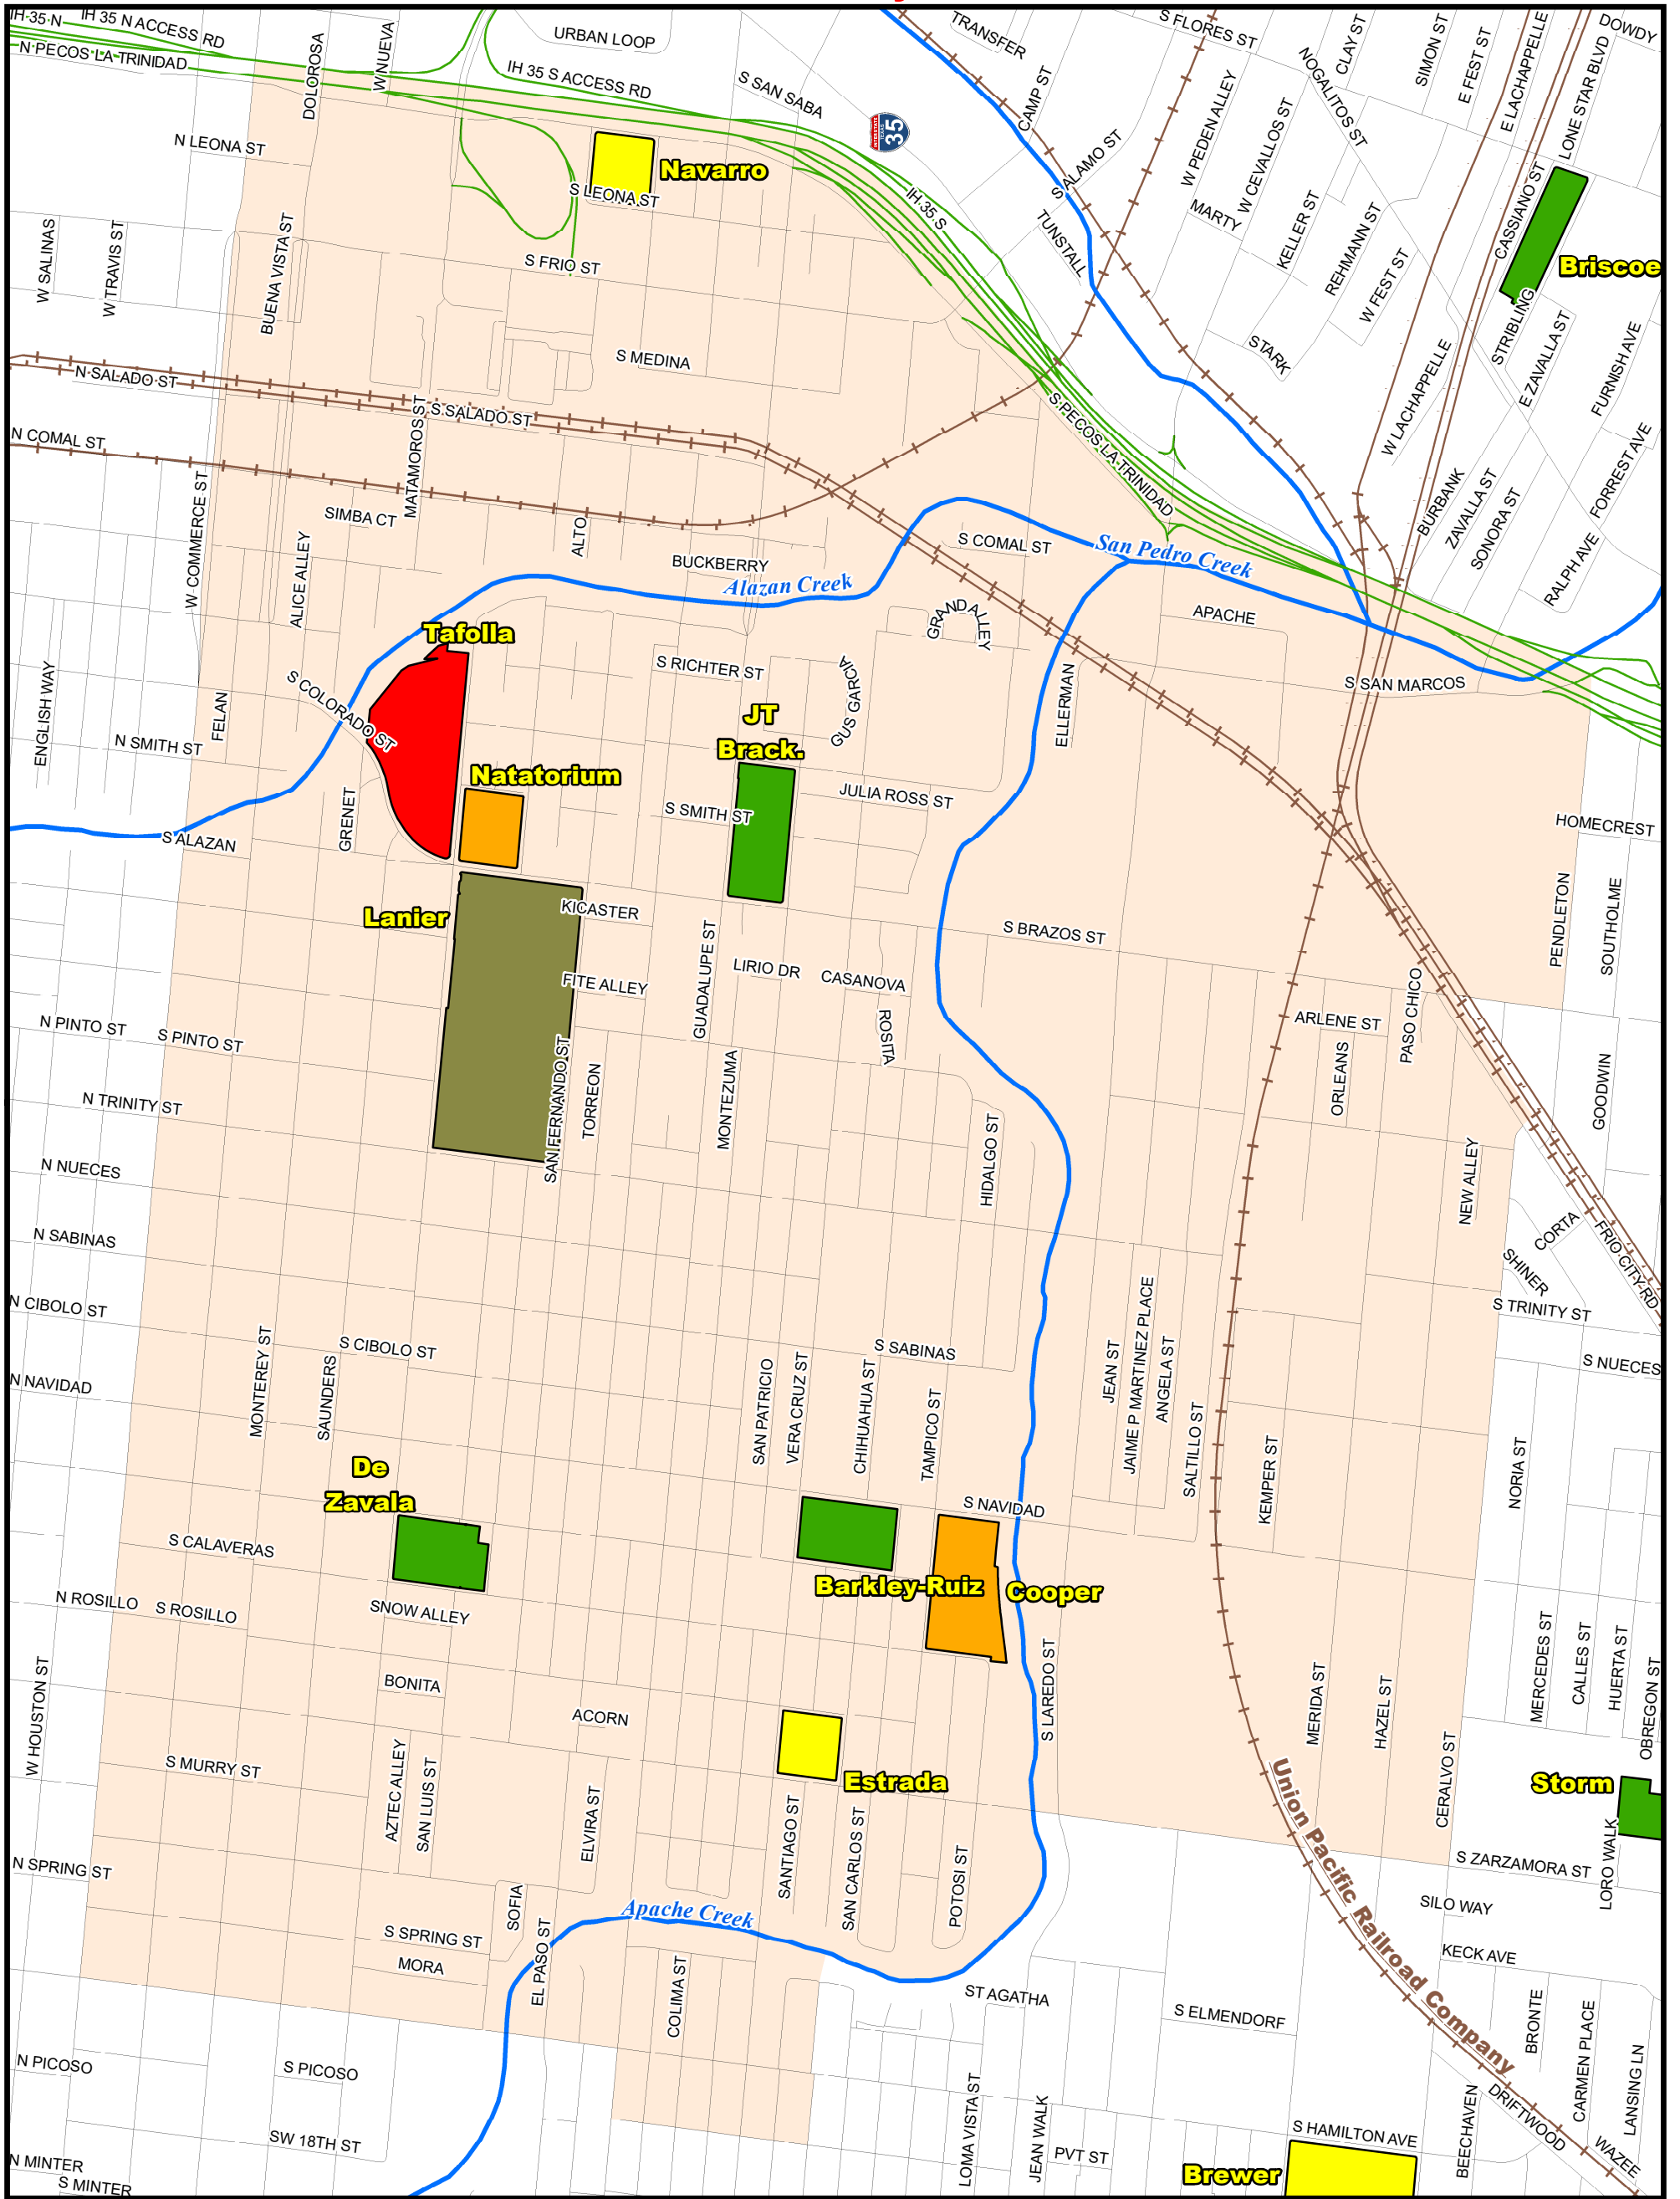 IH 35 N
IH 35 N ACCESS RD
N PECOS LA TRINIDAD
DOLOROSA
W NUEVA
URBAN LOOP
IH 35 S ACCESS RD
S SAN SABA
INTERSTATE
TEXAS
35
IH 35 S
TRANSFER
CAMP ST
S ALAMO ST
TUNSTALL
S FLORES ST
W PEDEN ALLEY
W CEVALLOS ST
MARTY
NOGALITOS ST
CLAY ST
SIMON ST
E FEST ST
E LACHAPPELLE
LONE STAR BLVD
DOWDY
CASSIANO ST
Briscoe
KELLER ST
REHMANN ST
W FEST ST
STARK
STRIBLING
E ZAVALLA ST
FURNISH AVE
W LACHAPPELLE
BURBANK
ZAVALLA ST
SONORA ST
FORREST AVE
RALPH AVE
N LEONA ST
Navarro
S LEONA ST
S FRIO ST
W SALINAS
W TRAVIS ST
BUENA VISTA ST
S MEDINA
N SALADO ST
S SALADO ST
N COMAL ST
MATAMOROS ST
W COMMERCE ST
SIMBA CT
ALICE ALLEY
ALTO
BUCKBERRY
Alazan Creek
S COMAL ST
S PECOS LA TRINIDAD
San Pedro Creek
APACHE
GRAND ALLEY
ELLERMAN
S SAN MARCOS
Tafolla
S COLORADO ST
S RICHTER ST
GUS GARCIA
JT
Brack.
ENGLISH WAY
FELAN
N SMITH ST
Natatorium
S SMITH ST
JULIA ROSS ST
GRENET
S ALAZAN
HOMECREST
Lanier
KICASTER
GUADALUPE ST
S BRAZOS ST
PENDLETON
SOUTHOLME
LIRIO DR
CASANOVA
FITE ALLEY
ROSITA
PASO CHICO
ARLENE ST
ORLEANS
GOODWIN
N PINTO ST
S PINTO ST
SAN FERNANDO ST
TORREON
MONTEZUMA
HIDALGO ST
N TRINITY ST
N NUECES
NEW ALLEY
CORTA
SHINER
FRIO CITY RD
N SABINAS
N CIBOLO ST
S TRINITY ST
S NUECES
S CIBOLO ST
S SABINAS
N NAVIDAD
MONTEREY ST
SAUNDERS
SAN PATRICIO
VERA CRUZ ST
CHIHUAHUA ST
TAMPICO ST
JEAN ST
JAIME P MARTINEZ PLACE
ANGELA ST
SALTILLO ST
KEMPER ST
NORIA ST
De
Zavala
S NAVIDAD
S CALAVERAS
Barkley-Ruiz
Cooper
N ROSILLO
S ROSILLO
SNOW ALLEY
W HOUSTON ST
BONITA
ACORN
S LAREDO ST
MERIDA ST
HAZEL ST
MERCEDES ST
CALLES ST
HUERTA ST
OBREGON ST
S MURRY ST
AZTEC ALLEY
SAN LUIS ST
ELVIRA ST
Estrada
CERALVO ST
Storm
SANTIAGO ST
SAN CARLOS ST
POTOSI ST
Union Pacific Railroad Company
N SPRING ST
S ZARZAMORA ST
LORO WALK
SILO WAY
SOFIA
Apache Creek
S SPRING ST
EL PASO ST
MORA
KECK AVE
COLIMA ST
ST AGATHA
S ELMENDORF
BRONTE
CARMEN PLACE
LANSING LN
N PICOSO
S PICOSO
LOMA VISTA ST
JEAN WALK
BEECHAVEN
DRIFTWOOD
WAZEE
SW 18TH ST
PVT ST
S HAMILTON AVE
N MINTER
S MINTER
Brewer